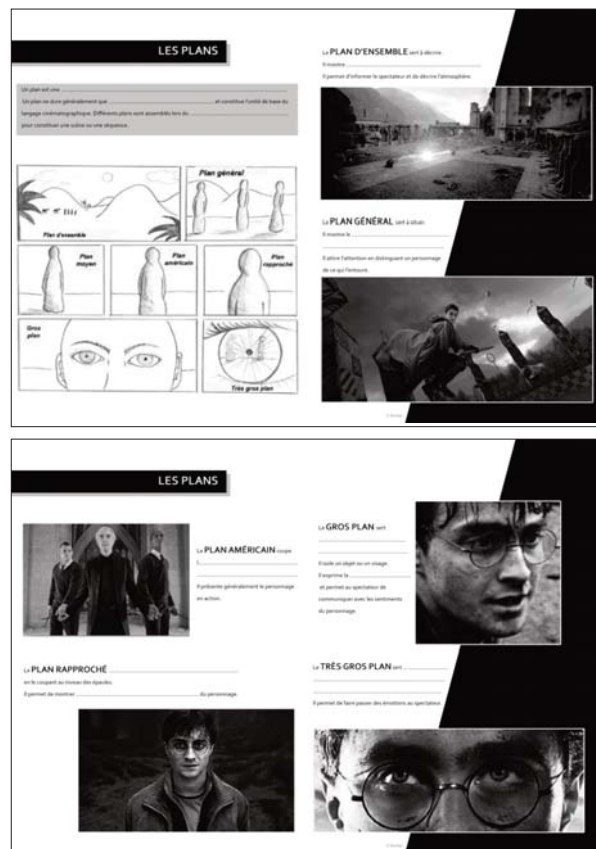 LES PLANS
Un plan est une ..........
Un plan ne dure généralement que .......... et constitue l'unité de base du
langage cinématographique. Différents plans sont assemblés lors du ..........
pour constituer une scène ou une séquence.
Plan d'ensemble
Plan général
Plan
moyen
Plan
américain
Plan
rapproché
Gros
plan
Très gros plan
Le PLAN D'ENSEMBLE sert à décrire.
Il montre ..........
Il permet d'informer le spectateur et de décrire l'atmosphère.
Le PLAN GÉNÉRAL sert à situer.
Il montre le ..........
..........
Il attire l'attention en distinguant un personnage
de ce qui l'entoure.
LES PLANS
Le PLAN AMÉRICAIN coupe
l..........
..........
Il présente généralement le personnage
en action.
Le PLAN RAPPROCHÉ ..........
en le coupant au niveau des épaules.
Il permet de montrer .......... du personnage.
Le GROS PLAN sert
..........
..........
Il isole un objet ou un visage.
Il exprime la ..........
et permet au spectateur de
communiquer avec les sentiments
du personnage.
Le TRÈS GROS PLAN sert ..........
..........
..........
Il permet de faire passer des émotions au spectateur.